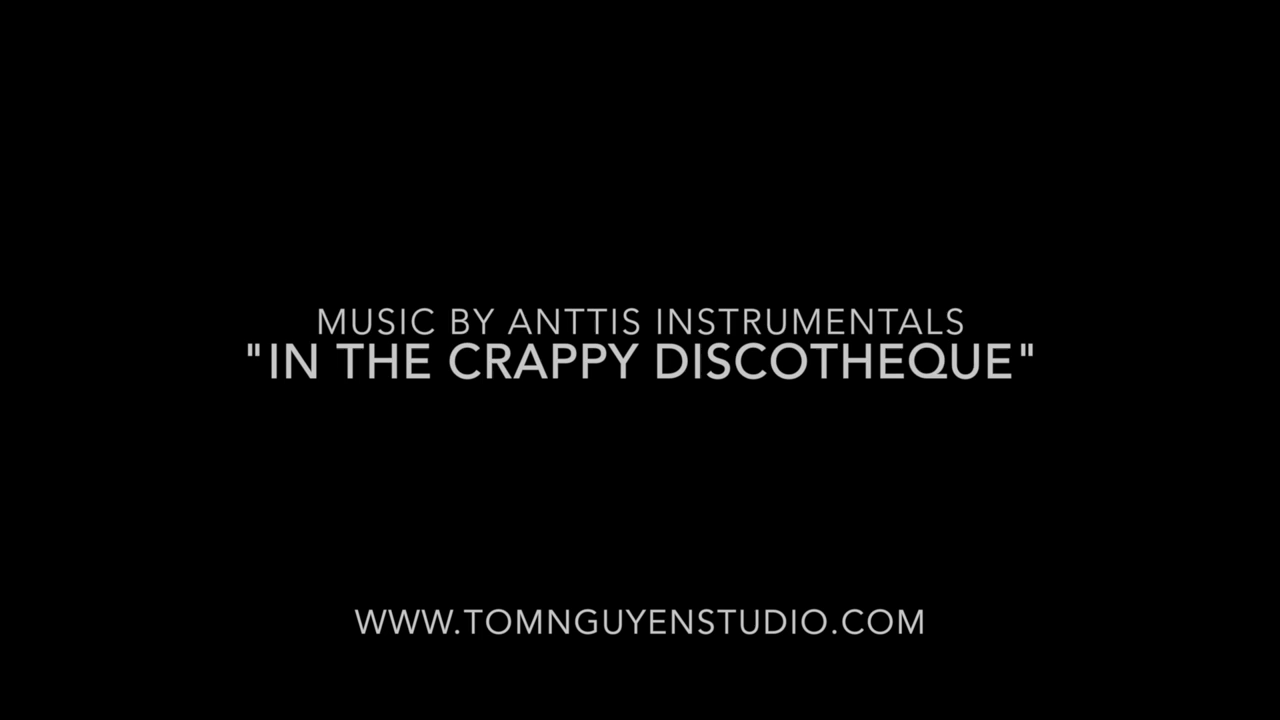 MUSIC BY ANTTIS INSTRUMENTALS
"IN THE CRAPPY DISCOTHEQUE"
WWW.TOMNGUYENSTUDIO.COM